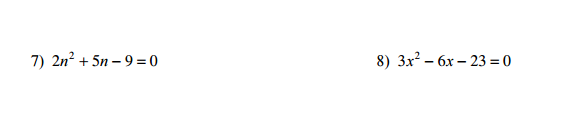 7) 2n² + 5n – 9 = 0
8) 3x² – 6x – 23 = 0